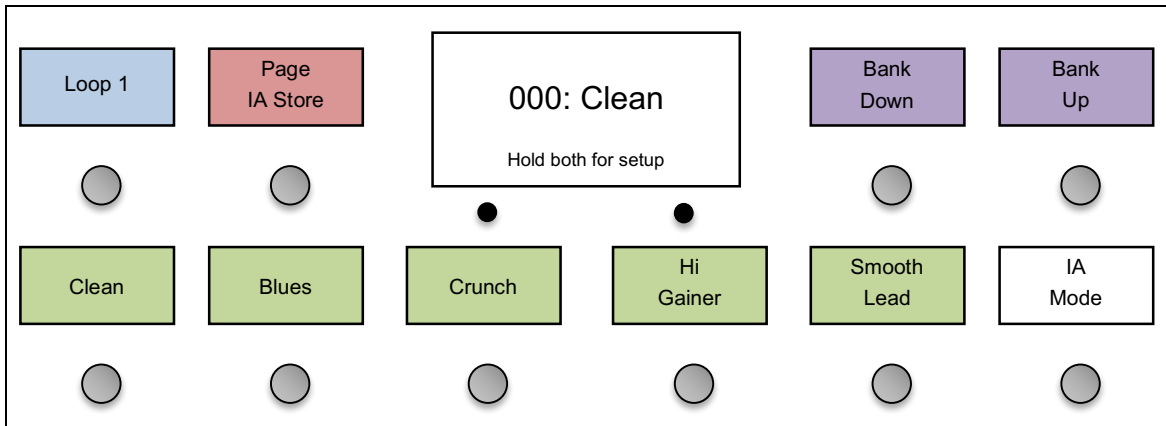 Loop 1
Page
IA Store
000: Clean
Hold both for setup
Bank
Down
Bank
Up
Clean
Blues
Crunch
Hi
Gainer
Smooth
Lead
IA
Mode